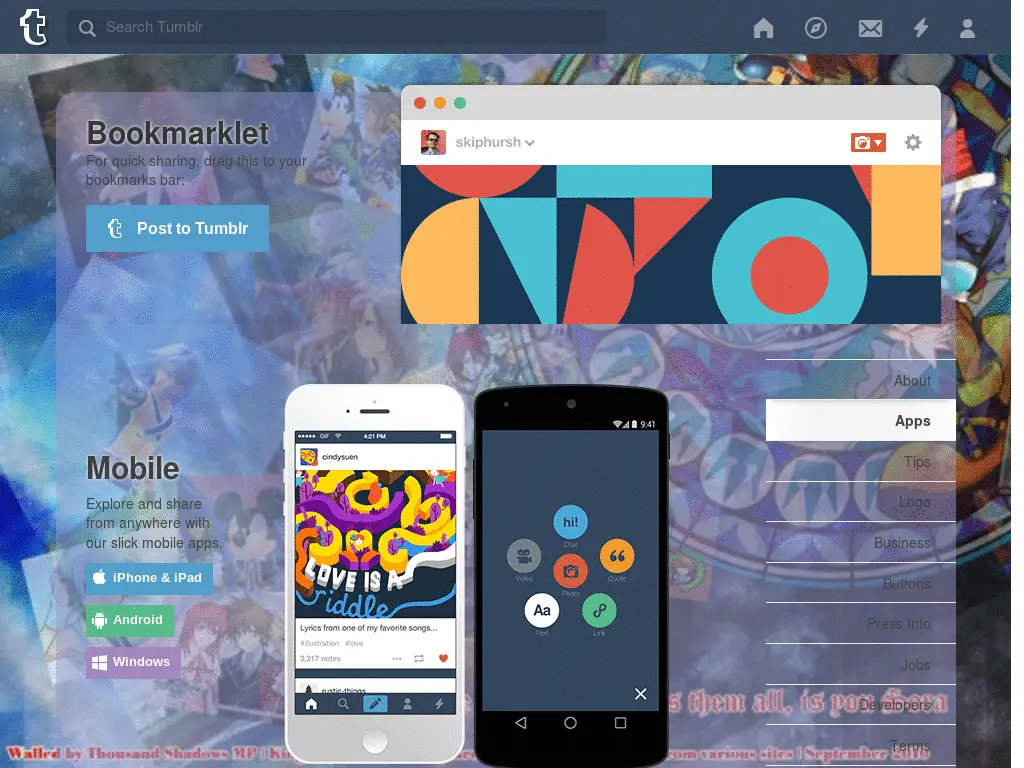 Search Tumblr
Bookmarklet
For quick sharing, drag this to your
bookmarks bar:
Post to Tumblr
skiphursh
About
Apps
Tips
Logo
Business
Buttons
Press Info
Jobs
Developers
Terms
Mobile
Explore and share
from anywhere with
our slick mobile apps.
iPhone & iPad
Android
Windows
GIF
4:21 PM
cindysuen
LOVE IS A
riddle
Lyrics from one of my favorite songs...
#illustration #love
3,217 notes
rustic-things
9:41
hi!
Chat
Video
Photo
Quote
Aa
Text
Link
s them all, is you Sora
Walled by Thousand Shadows MP | Ki
om various sites | September 2010